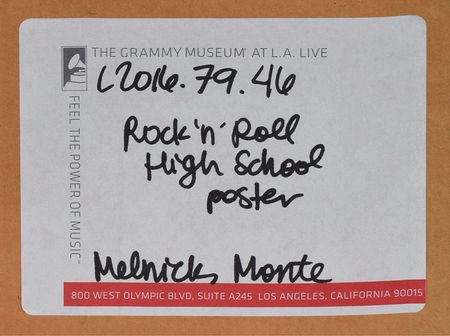 THE GRAMMY MUSEUM® AT L.A. LIVE
FEEL THE POWER OF MUSIC™
L2016.79.46
Rock 'n' Roll
High School
poster
Melnick, Monte
800 WEST OLYMPIC BLVD, SUITE A245 LOS ANGELES, CALIFORNIA 90015